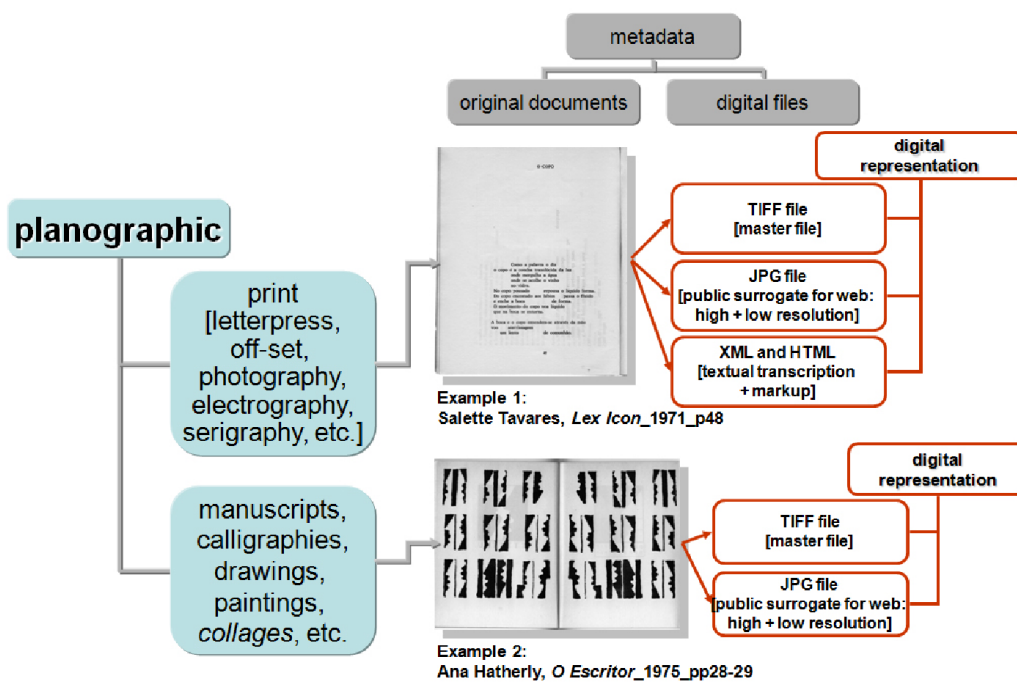 metadata
original documents
digital files
planographic
print
[letterpress,
off-set,
photography,
electrography,
serigraphy, etc.]
manuscripts,
calligraphies,
drawings,
paintings,
collages, etc.
O COPO
Example 1:
Salette Tavares, Lex Icon_1971_p48
digital
representation
TIFF file
[master file]
JPG file
[public surrogate for web:
high + low resolution]
XML and HTML
[textual transcription
+ markup]
Example 2:
Ana Hatherly, O Escritor_1975_pp28-29
digital
representation
TIFF file
[master file]
JPG file
[public surrogate for web:
high + low resolution]